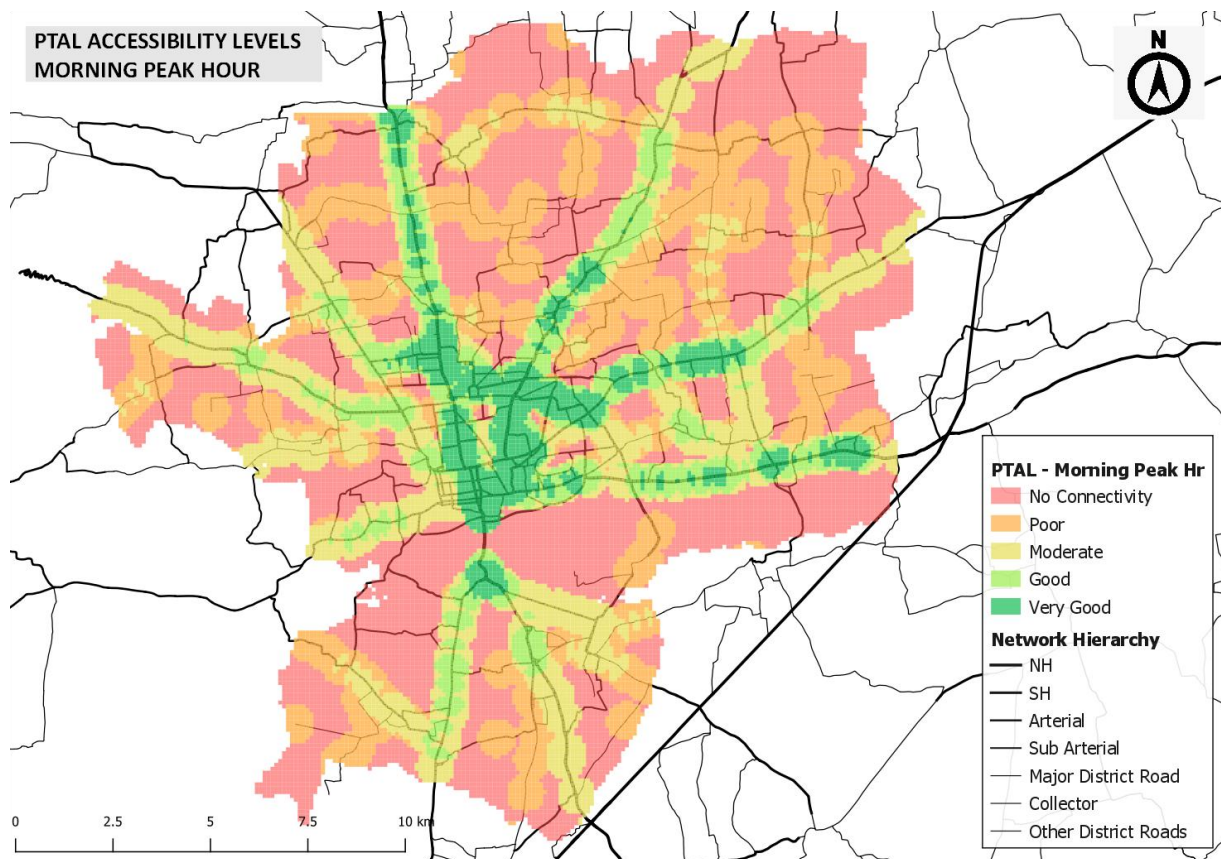 PTAL ACCESSIBILITY LEVELS
MORNING PEAK HOUR
N
PTAL - Morning Peak Hr
No Connectivity
Poor
Moderate
Good
Very Good
Network Hierarchy
NH
SH
Arterial
Sub Arterial
Major District Road
Collector
Other District Roads
0 2.5 5 7.5 10 km